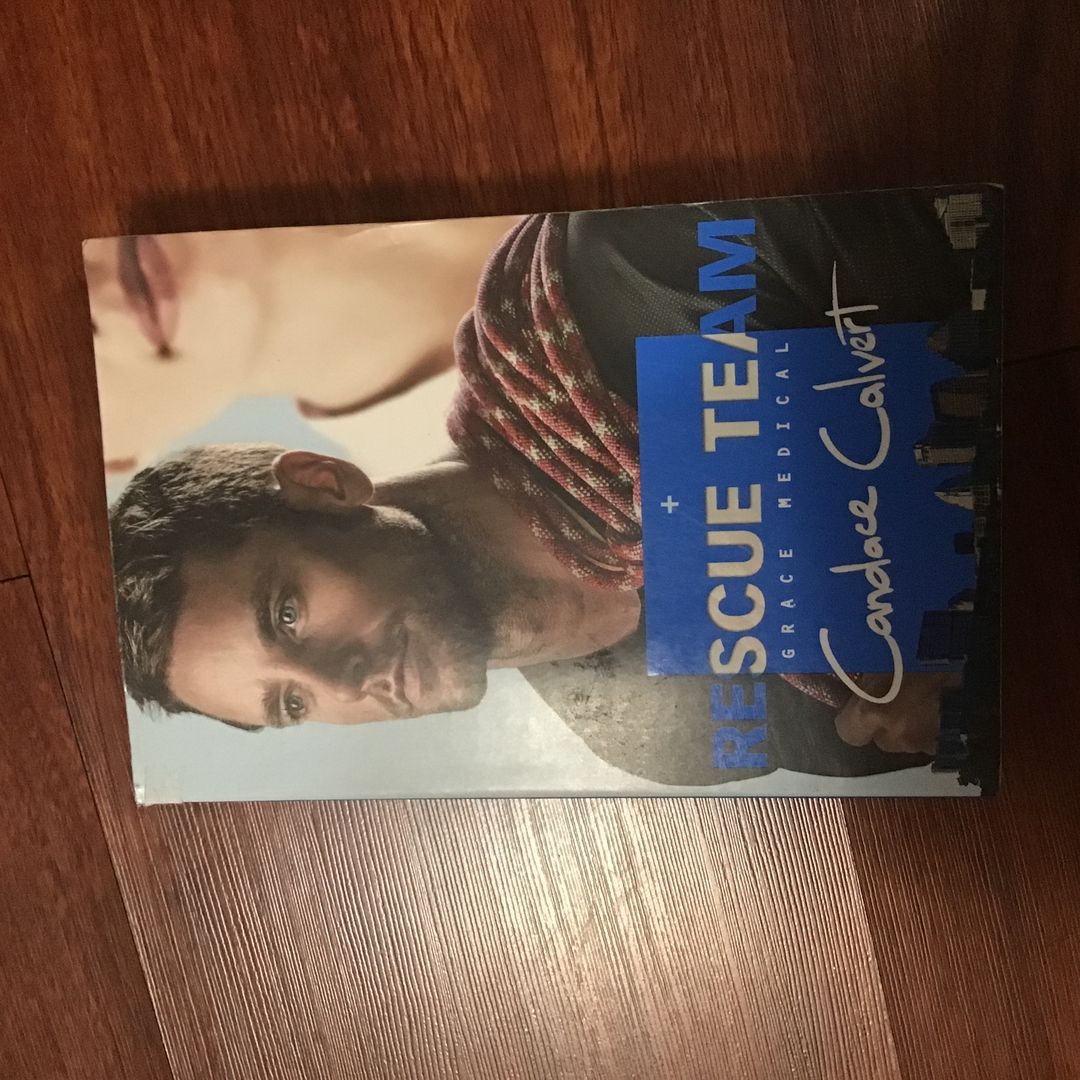 +
RESCUE TEAM
GRACE MEDICAL
Candace Calvert